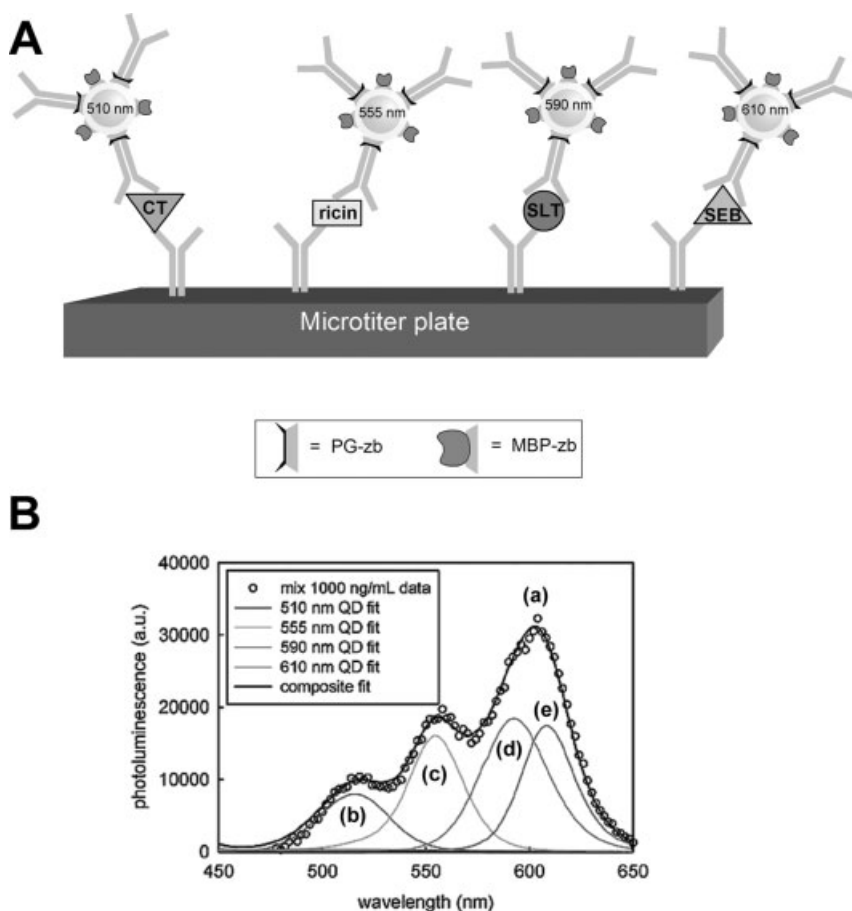 A
510 nm
555 nm
590 nm
610 nm
CT
ricin
SLT
SEB
Microtiter plate
= PG-zb
= MBP-zb
B
40000
30000
20000
10000
0
photoluminescence (a.u.)
mix 1000 ng/mL data
510 nm QD fit
555 nm QD fit
590 nm QD fit
610 nm QD fit
composite fit
(a)
(b)
(c)
(d)
(e)
450 500 550 600 650
wavelength (nm)